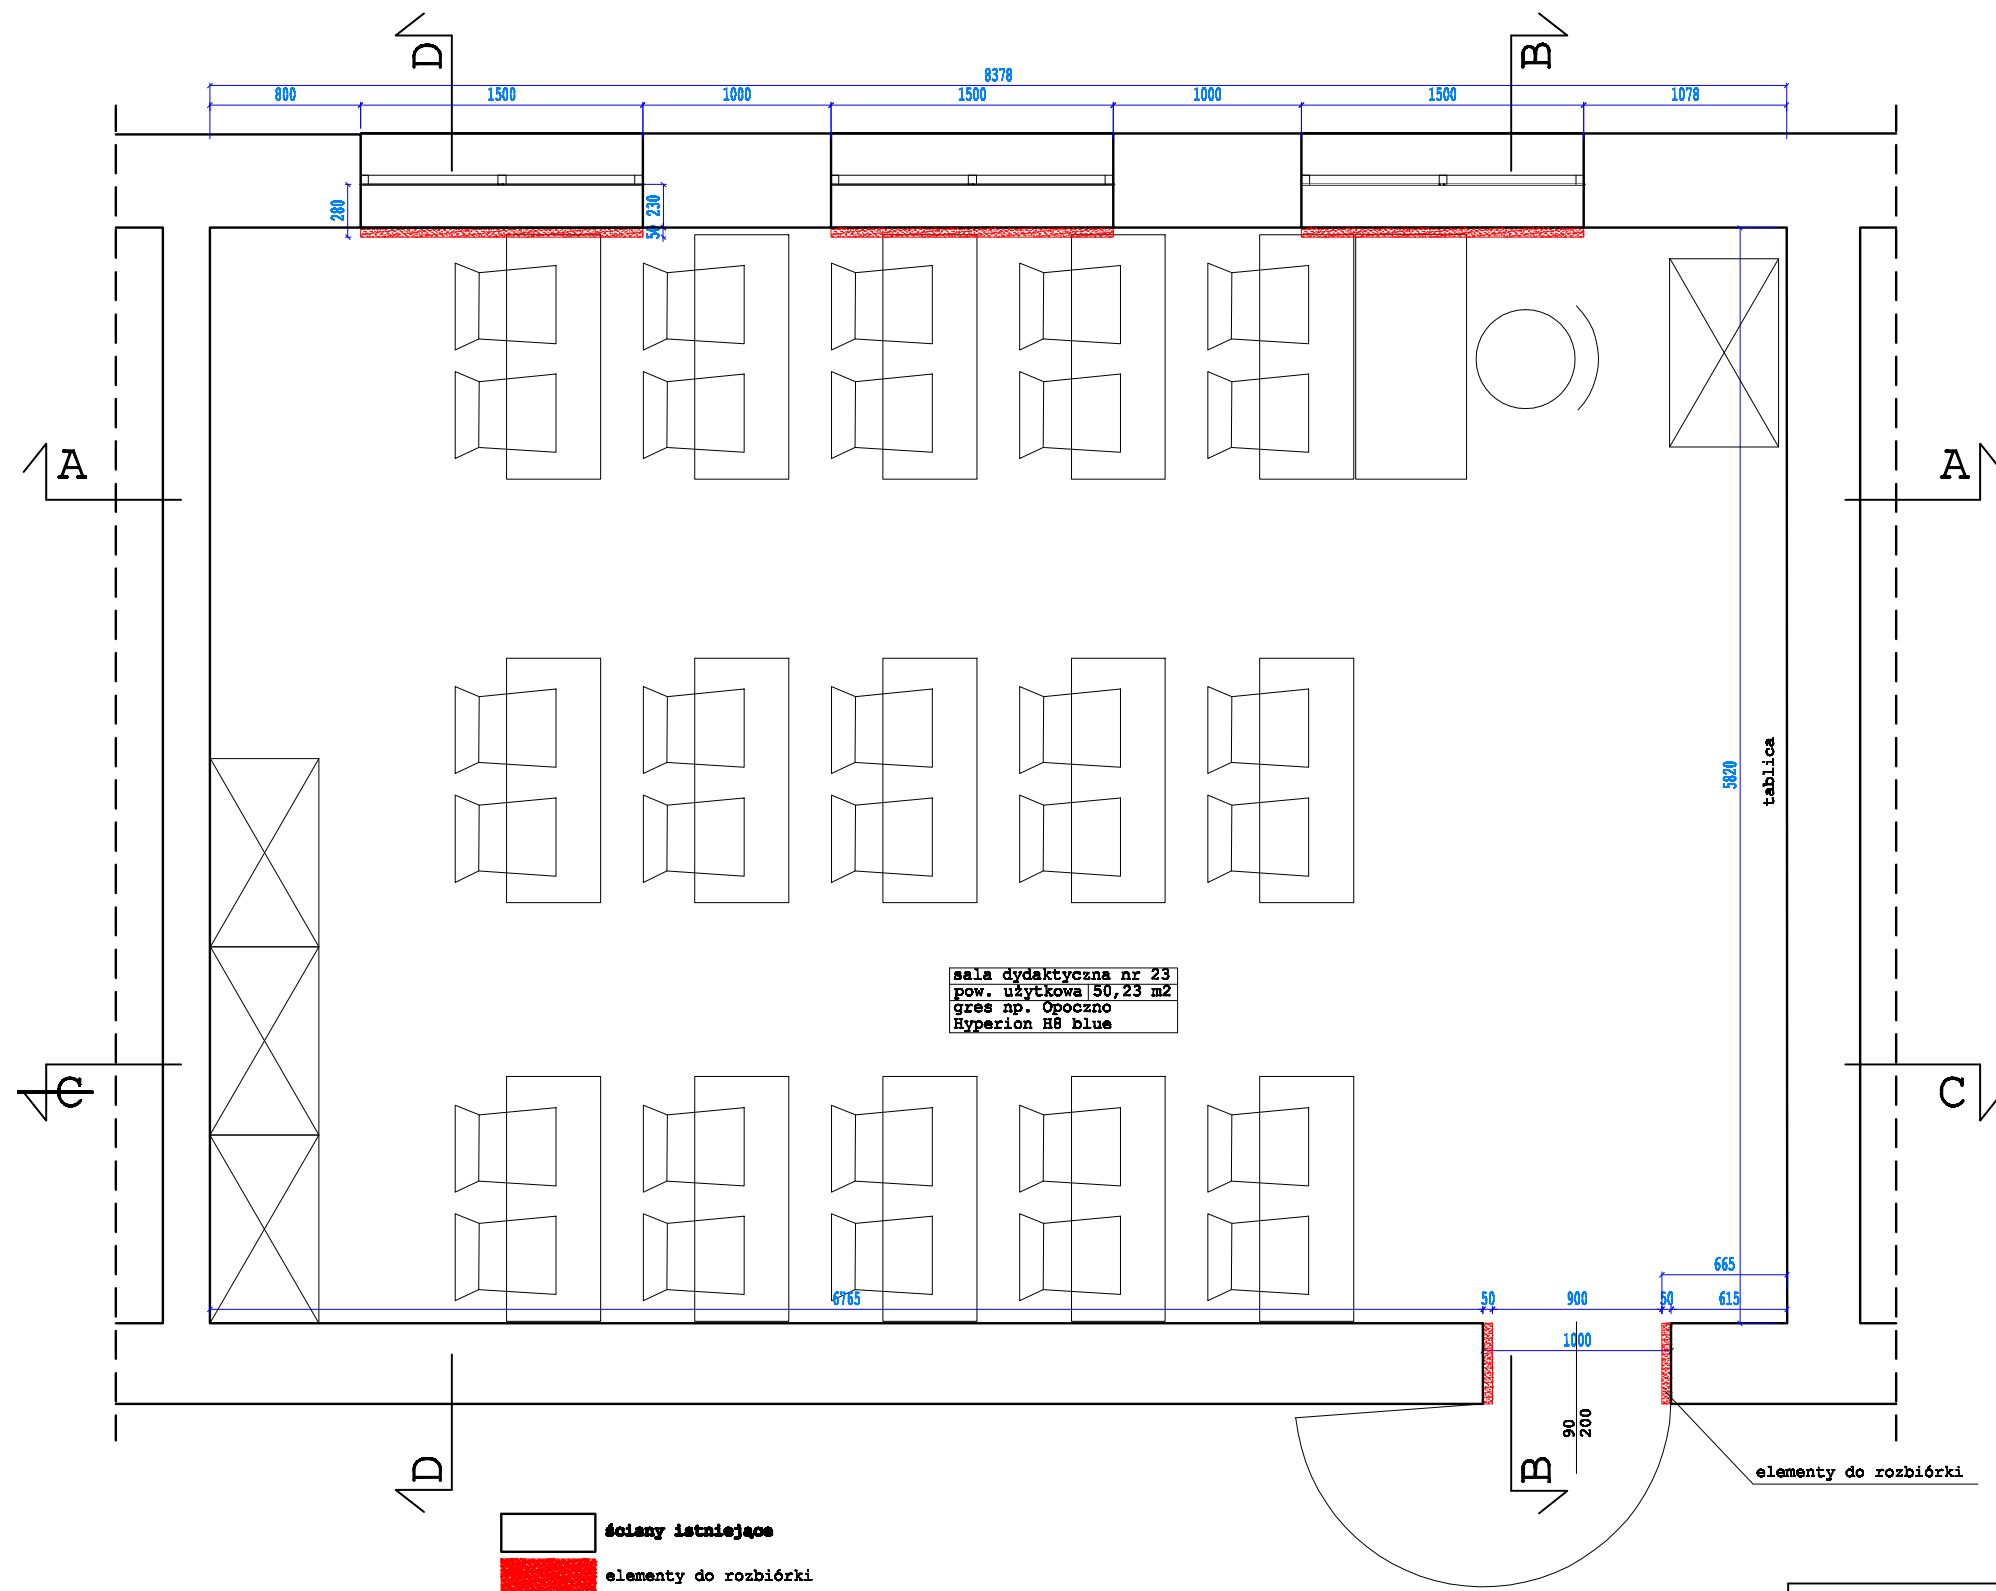 D
B
8378
800
1500
1000
1500
1000
1500
1078
280
230
50
A
A
5820
tablica
sala dydaktyczna nr 23
pow. użytkowa 50,23 m2
gres np. Opoczno
Hyperion H8 blue
C
C
665
6765
50
900
50
615
1000
90
200
D
B
elementy do rozbiórki
ściany istniejące
elementy do rozbiórki